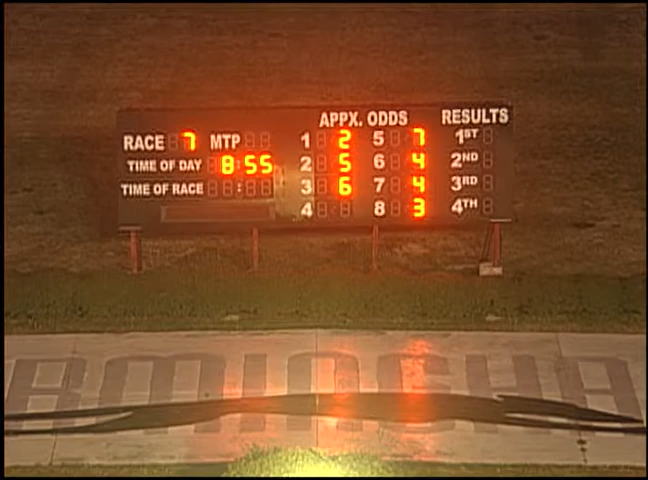 APPX. ODDS RESULTS
RACE 7 MTP 1 2 5 7 1ST
TIME OF DAY 8:55 2 5 6 4 2ND
TIME OF RACE : 3 6 7 4 3RD
4 8 3 4TH
RMINGHA